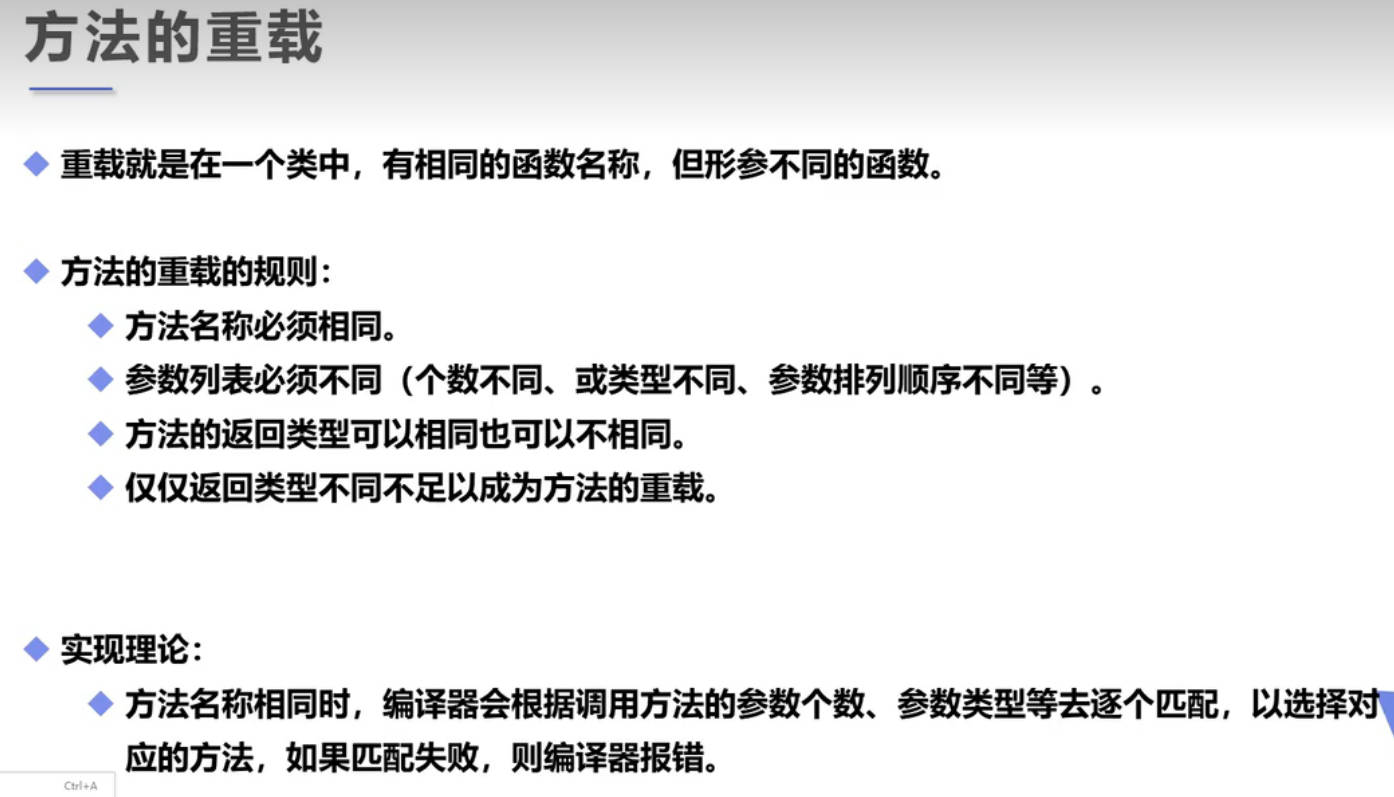 方法的重载
重载就是在一个类中，有相同的函数名称，但形参不同的函数。
方法的重载的规则：
方法名称必须相同。
参数列表必须不同（个数不同、或类型不同、参数排列顺序不同等）。
方法的返回类型可以相同也可以不相同。
仅仅返回类型不同不足以成为方法的重载。
实现理论：
方法名称相同时，编译器会根据调用方法的参数个数、参数类型等去逐个匹配，以选择对
应的方法，如果匹配失败，则编译器报错。
Ctrl+A